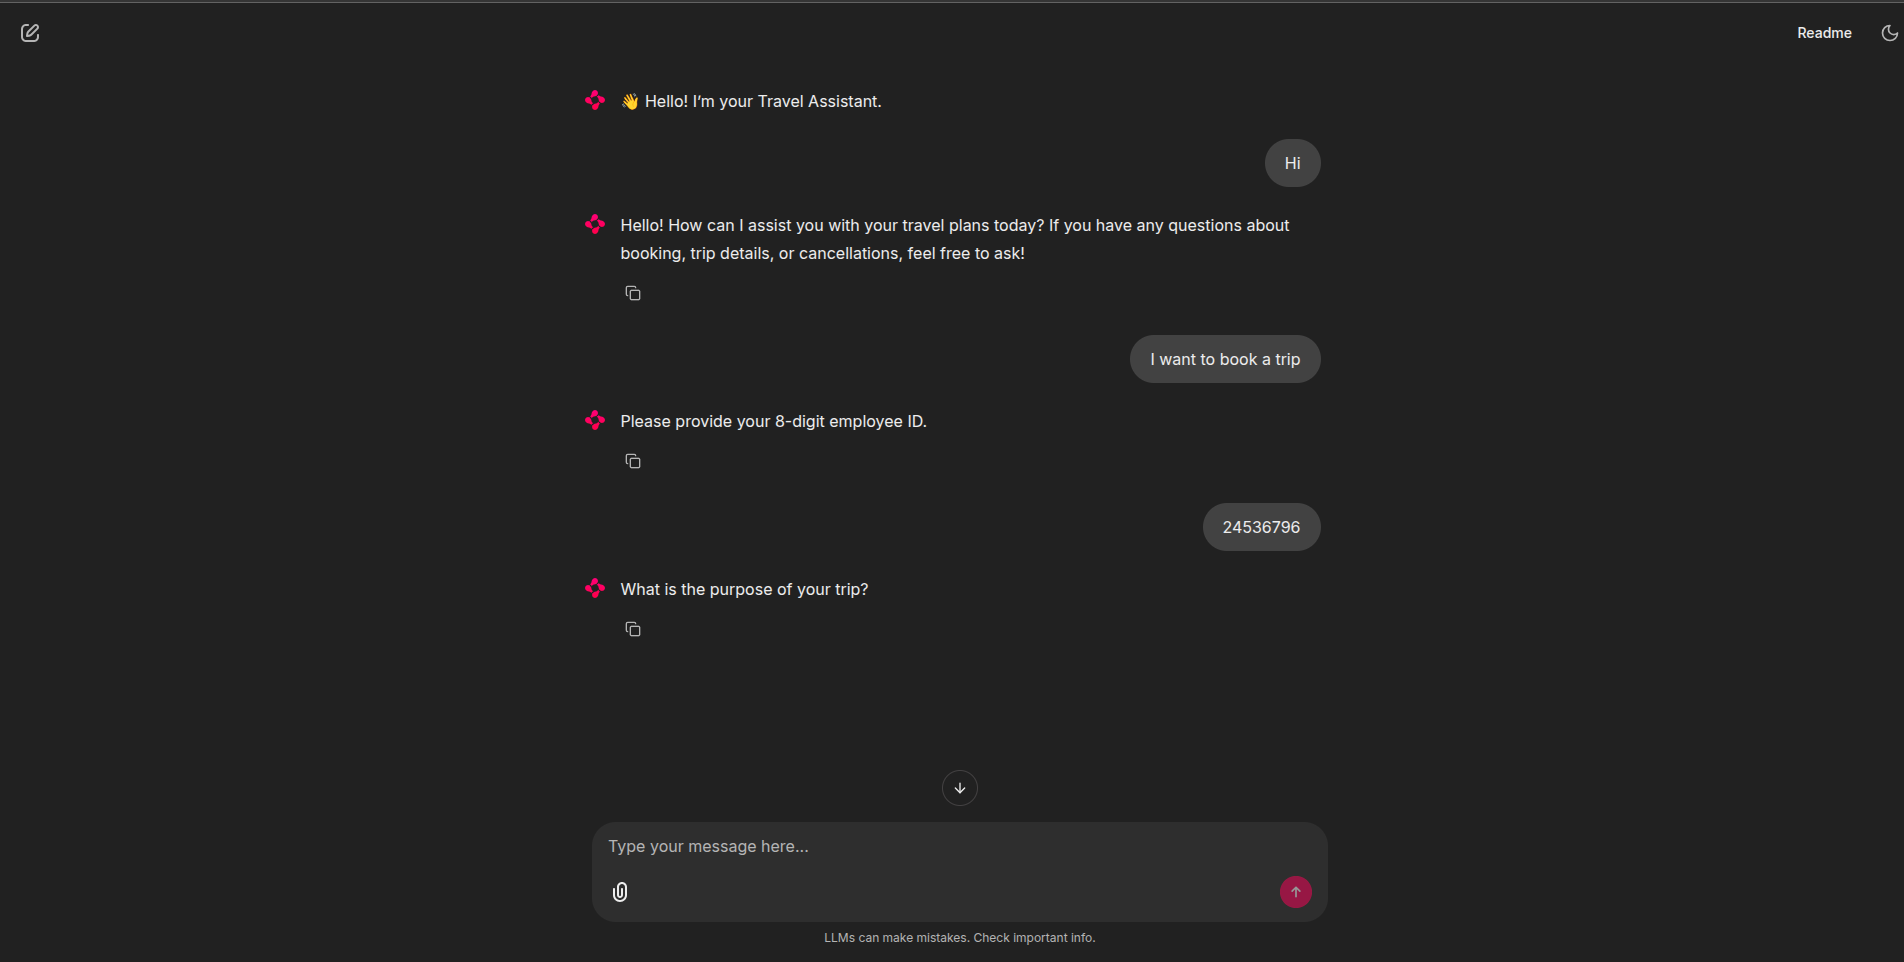 Readme
👋 Hello! I’m your Travel Assistant.
Hi
Hello! How can I assist you with your travel plans today? If you have any questions about
booking, trip details, or cancellations, feel free to ask!
I want to book a trip
Please provide your 8-digit employee ID.
24536796
What is the purpose of your trip?
Type your message here...
LLMs can make mistakes. Check important info.